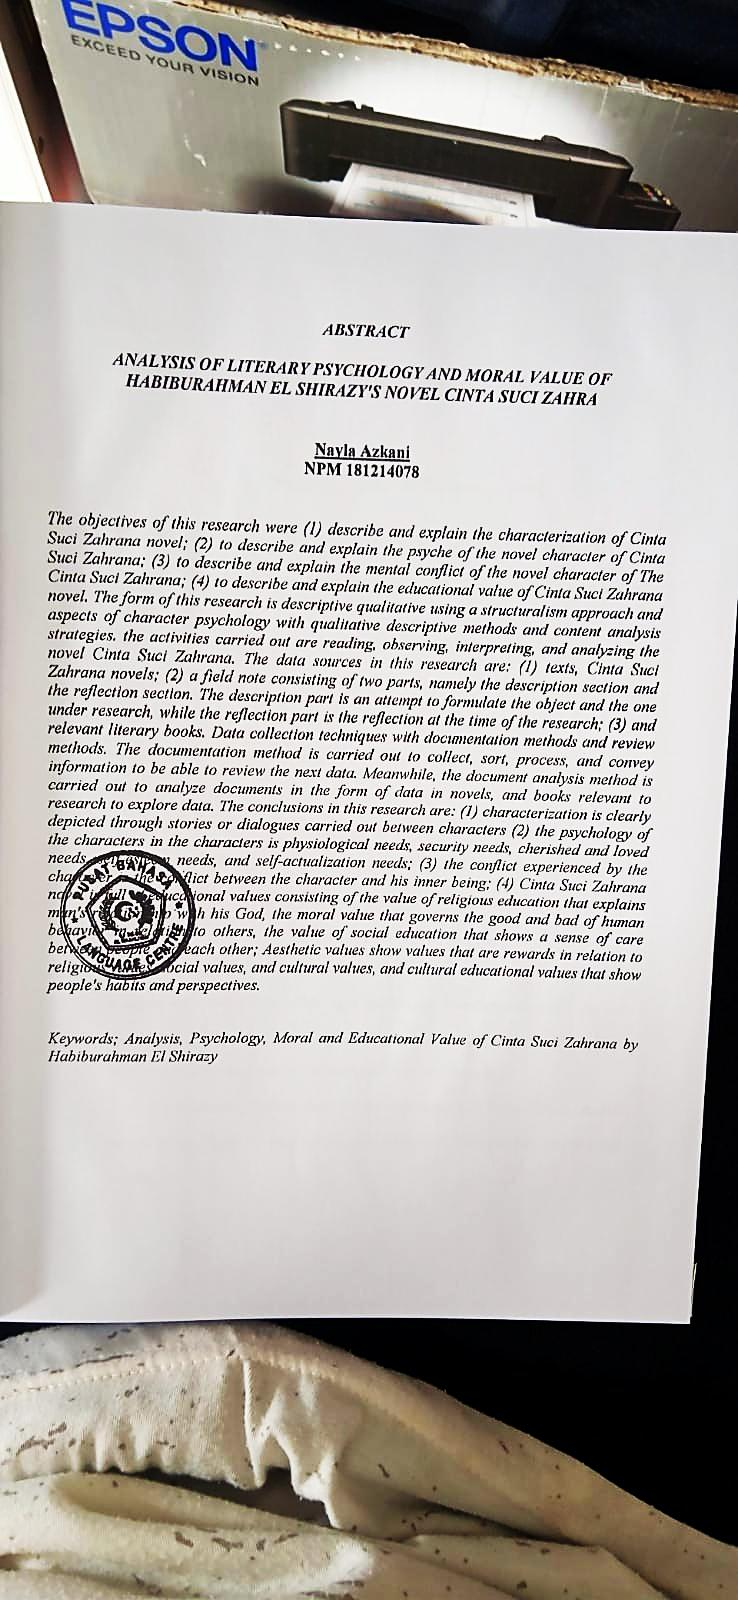 EPSON
EXCEED YOUR VISION
ABSTRACT
ANALYSIS OF LITERARY PSYCHOLOGY AND MORAL VALUE OF
HABIBURAHMAN EL SHIRAZY'S NOVEL CINTA SUCI ZAHRA
Nayla Azkani
NPM 181214078
The objectives of this research were (1) describe and explain the characterization of Cinta
Suci Zahrana novel; (2) to describe and explain the psyche of the novel character of Cinta
Suci Zahrana; (3) to describe and explain the mental conflict of the novel character of The
Cinta Suci Zahrana; (4) to describe and explain the educational value of Cinta Suci Zahrana
novel. The form of this research is descriptive qualitative using a structuralism approach and
aspects of character psychology with qualitative descriptive methods and content analysis
strategies. the activities carried out are reading, observing, interpreting, and analyzing the
novel Cinta Suci Zahrana. The data sources in this research are: (1) texts, Cinta Suci
Zahrana novels; (2) a field note consisting of two parts, namely the description section and
the reflection section. The description part is an attempt to formulate the object and the one
under research, while the reflection part is the reflection at the time of the research; (3) and
relevant literary books. Data collection techniques with documentation methods and review
methods. The documentation method is carried out to collect, sort, process, and convey
information to be able to review the next data. Meanwhile, the document analysis method is
carried out to analyze documents in the form of data in novels, and books relevant to
research to explore data. The conclusions in this research are: (1) characterization is clearly
depicted through stories or dialogues carried out between characters (2) the psychology of
the characters in the characters is physiological needs, security needs, cherished and loved
needs, needs, and self-actualization needs; (3) the conflict experienced by the
the between the character and his inner being; (4) Cinta Suci Zahrana
values consisting of the value of religious education that explains
man's with his God, the moral value that governs the good and bad of human
to others, the value of social education that shows a sense of care
each other; Aesthetic values show values that are rewards in relation to
social values, and cultural values, and cultural educational values that show
people's habits and perspectives.
PUSAT BAHASA
LANGUAGE CENTRE
Keywords; Analysis, Psychology, Moral and Educational Value of Cinta Suci Zahrana by
Habiburahman El Shirazy